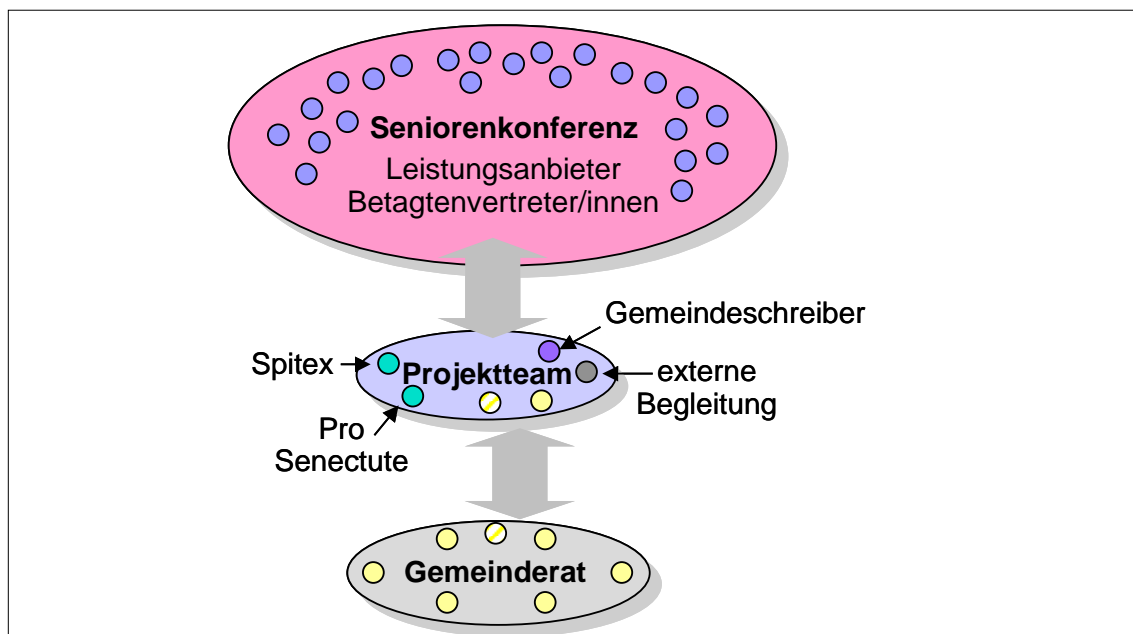 Seniorenkonferenz
Leistungsanbieter
Betagtenvertreter/innen
Gemeindeschreiber
Spitex
Projektteam
externe
Begleitung
Pro
Senectute
Gemeinderat